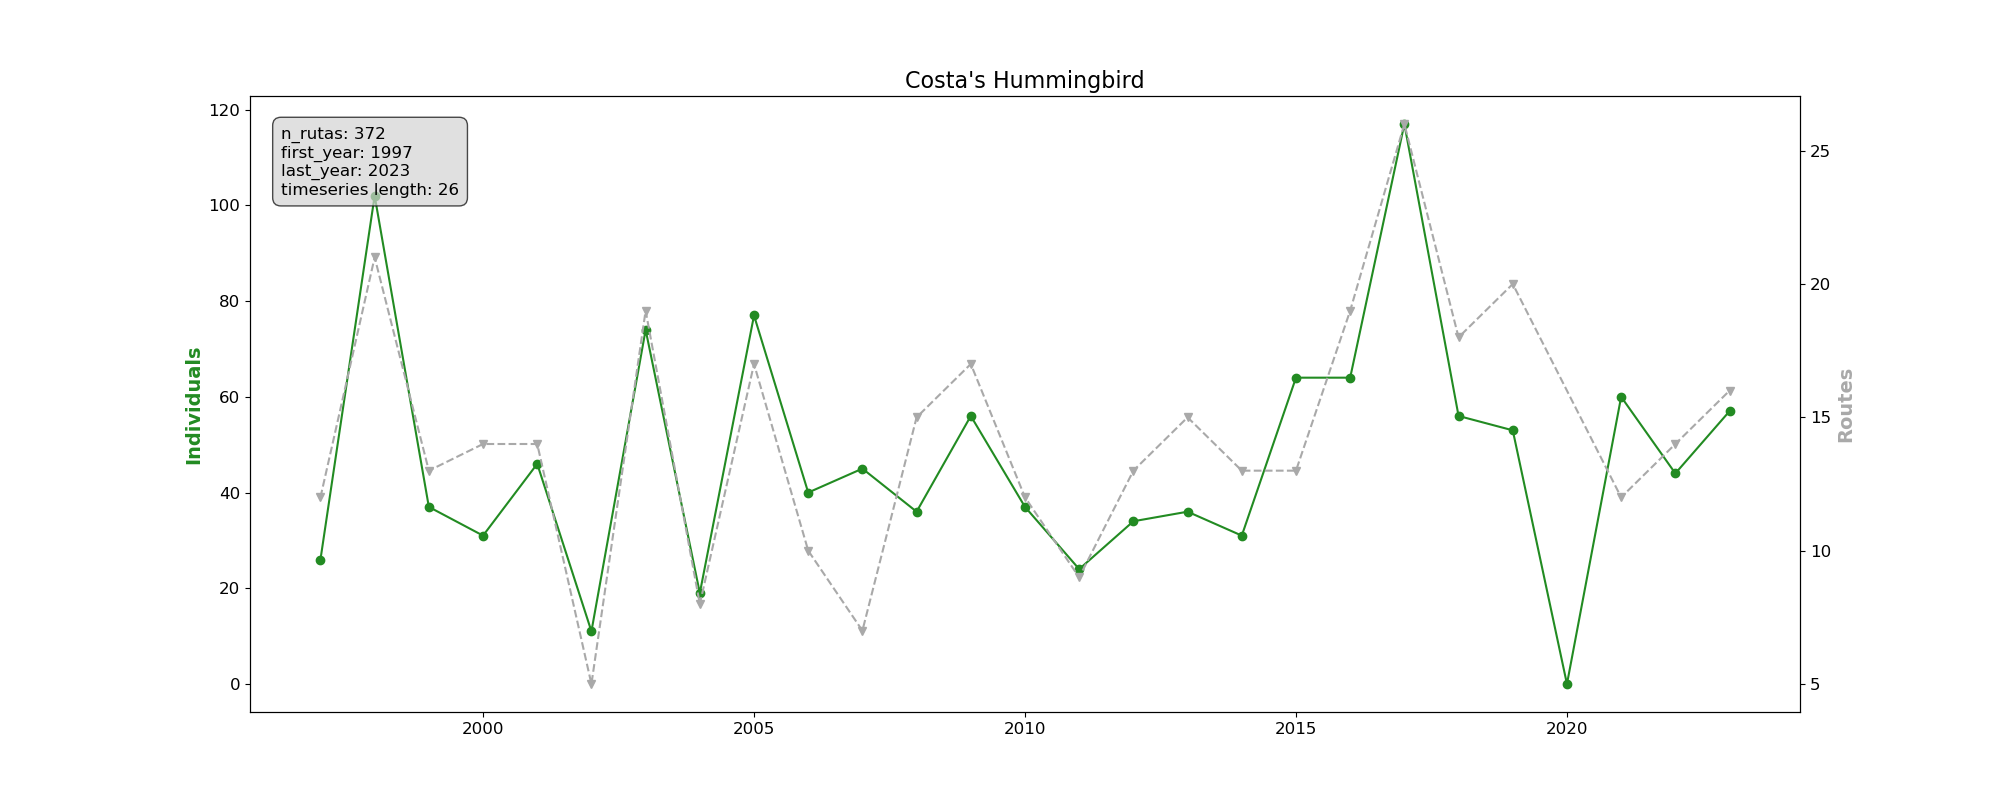 Costa's Hummingbird
n_rutas: 372
first_year: 1997
last_year: 2023
timeseries length: 26
Individuals
120
100
80
60
40
20
0
Routes
25
20
15
10
5
2000
2005
2010
2015
2020